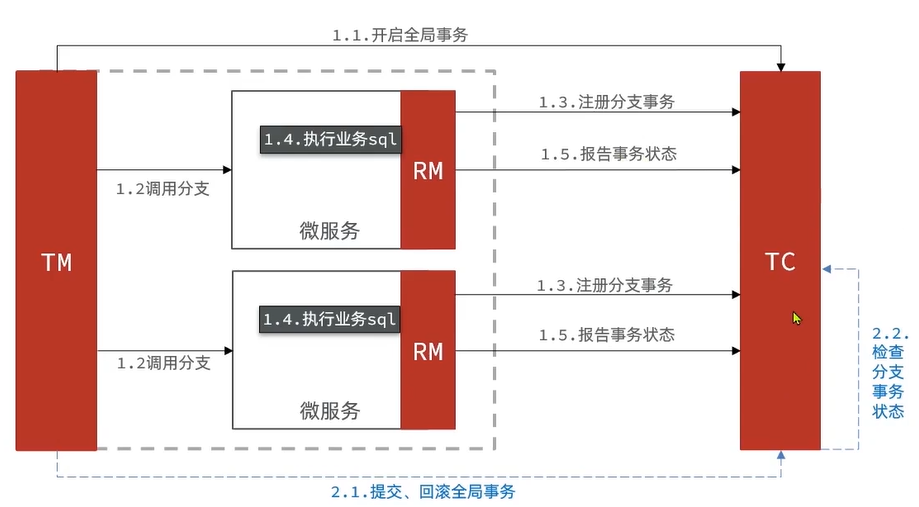 1.1.开启全局事务
1.3.注册分支事务
1.4.执行业务sql
1.5.报告事务状态
RM
1.2调用分支
微服务
TM
TC
1.3.注册分支事务
1.4.执行业务sql
1.5.报告事务状态
RM
1.2调用分支
微服务
2.2.
检查
分支
事务
状态
2.1.提交、回滚全局事务